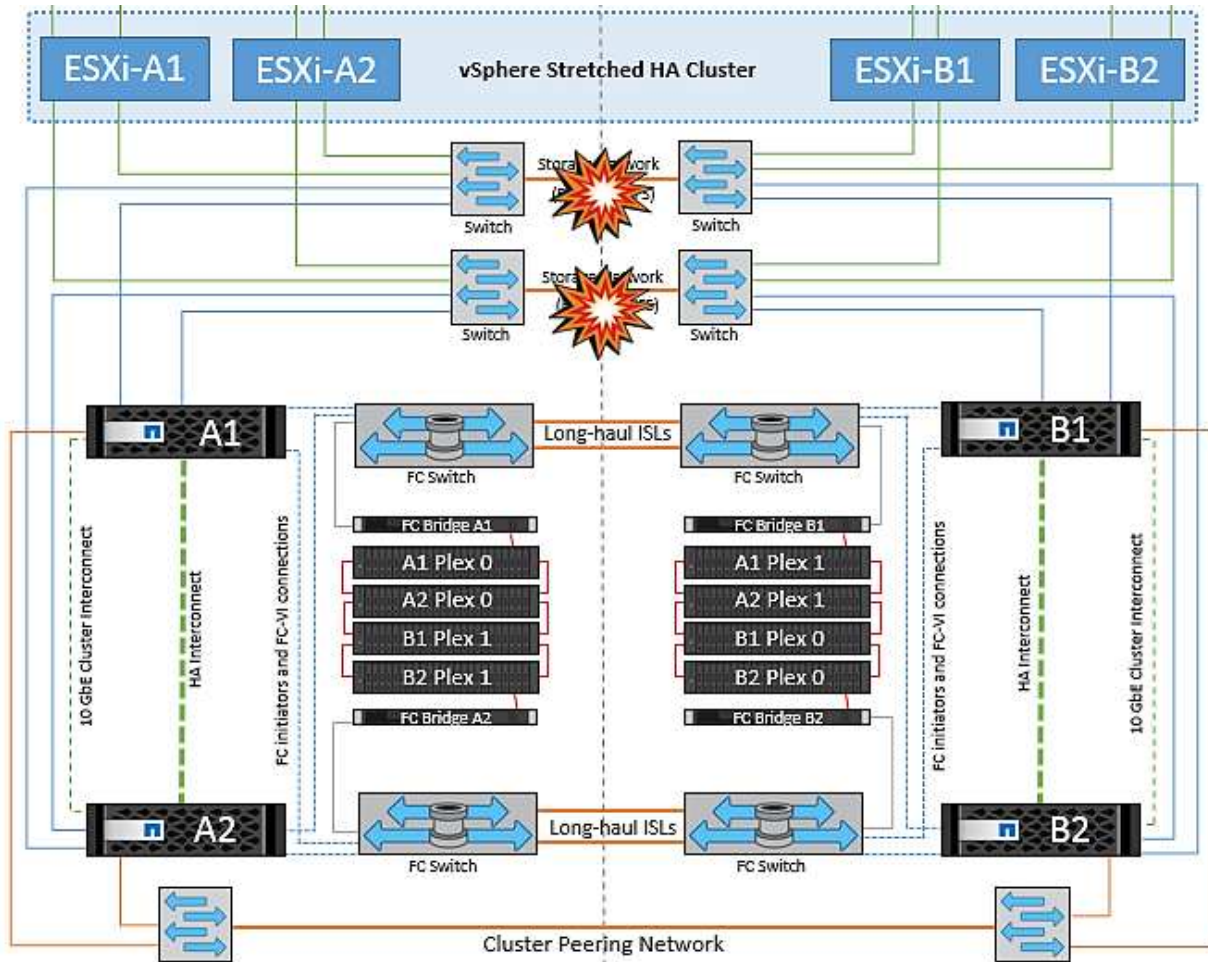 ESXi-A1
ESXi-A2
vSphere Stretched HA Cluster
ESXi-B1
ESXi-B2
Switch
Switch
Switch
Switch
A1
B1
Long-haul ISLs
FC Switch
FC Switch
FC Bridge A1
FC Bridge B1
A1 Plex 0
A1 Plex 1
A2 Plex 0
A2 Plex 1
B1 Plex 1
B1 Plex 0
B2 Plex 1
B2 Plex 0
FC Bridge A2
FC Bridge B2
10 GbE Cluster Interconnect
HA Interconnect
FC initiators and FC-VI connections
FC initiators and FC-VI connections
HA Interconnect
10 GbE Cluster Interconnect
A2
B2
Long-haul ISLs
FC Switch
FC Switch
Cluster Peering Network